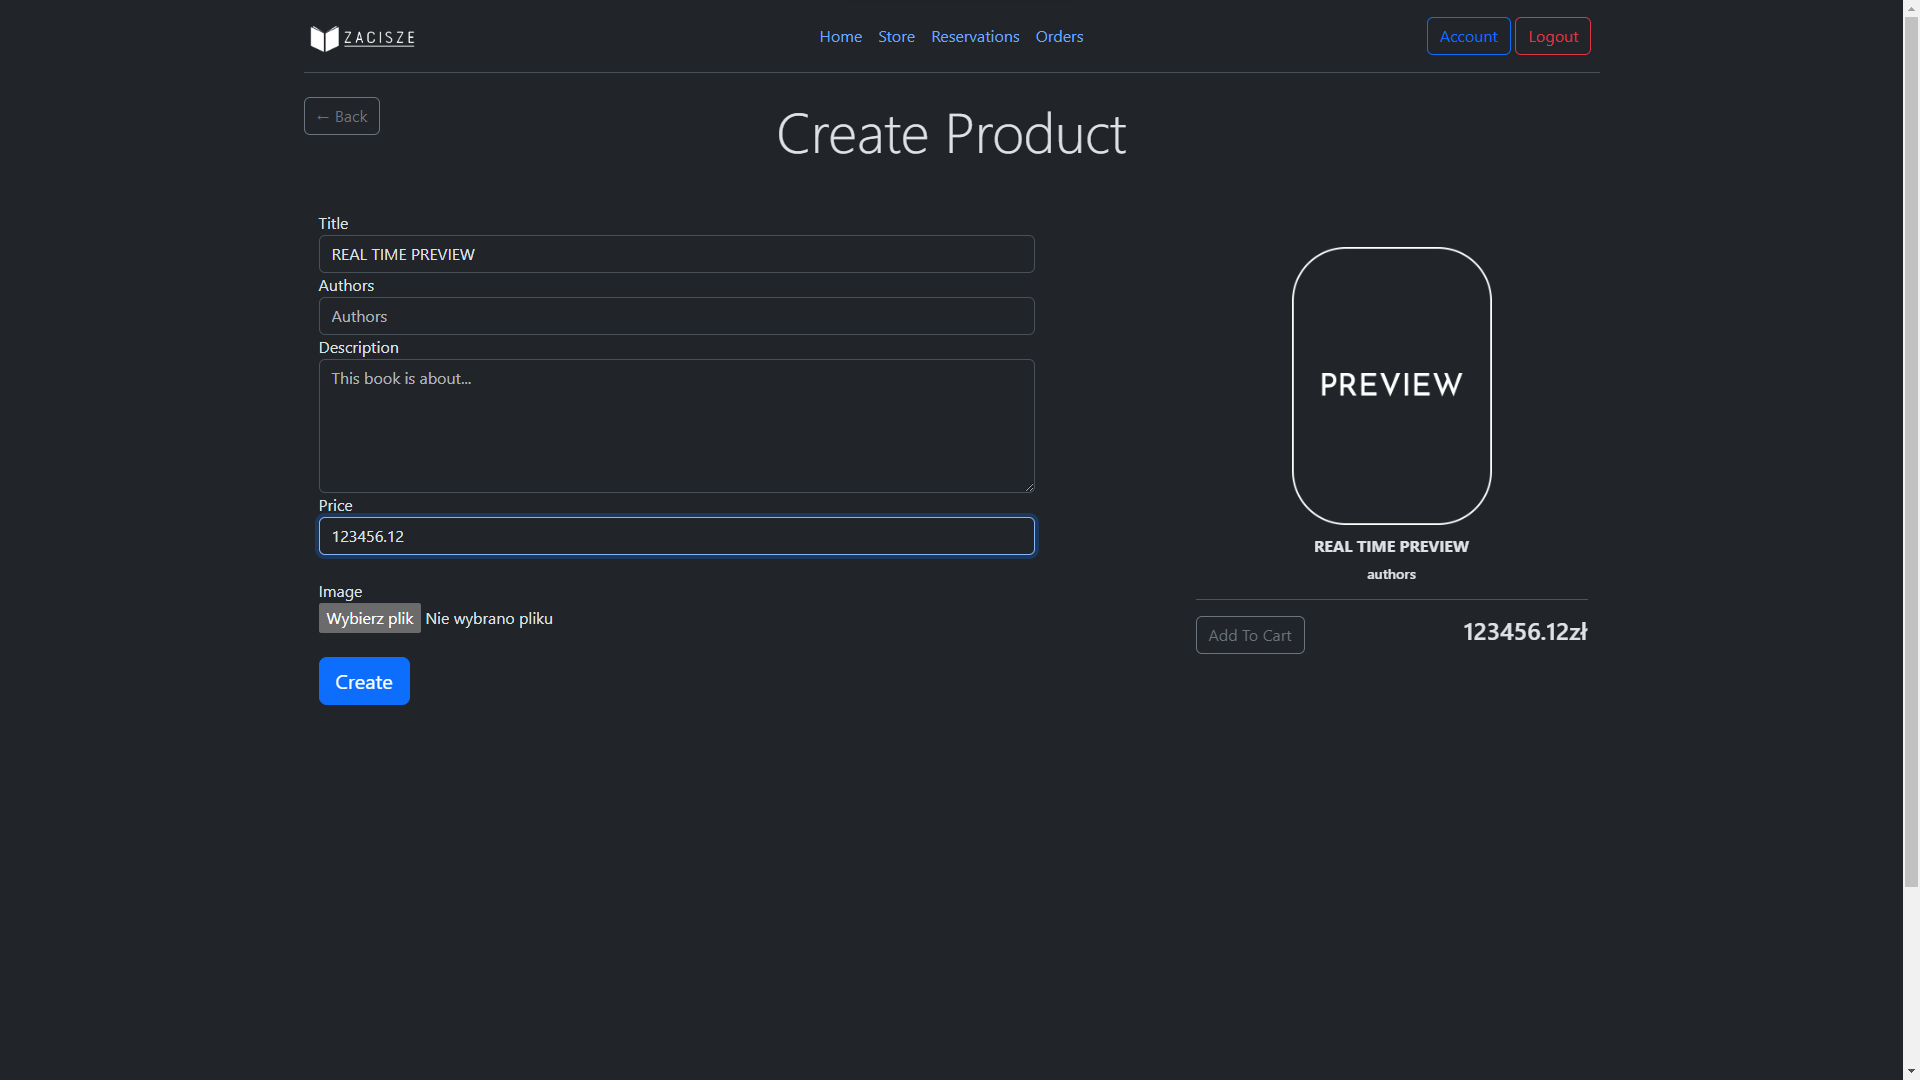 ZACISZE
Home Store Reservations Orders
Account Logout
← Back
Create Product
Title
REAL TIME PREVIEW
Authors
Authors
Description
This book is about...
Price
123456.12
Image
Wybierz plik Nie wybrano pliku
Create
PREVIEW
REAL TIME PREVIEW
authors
Add To Cart 123456.12zł